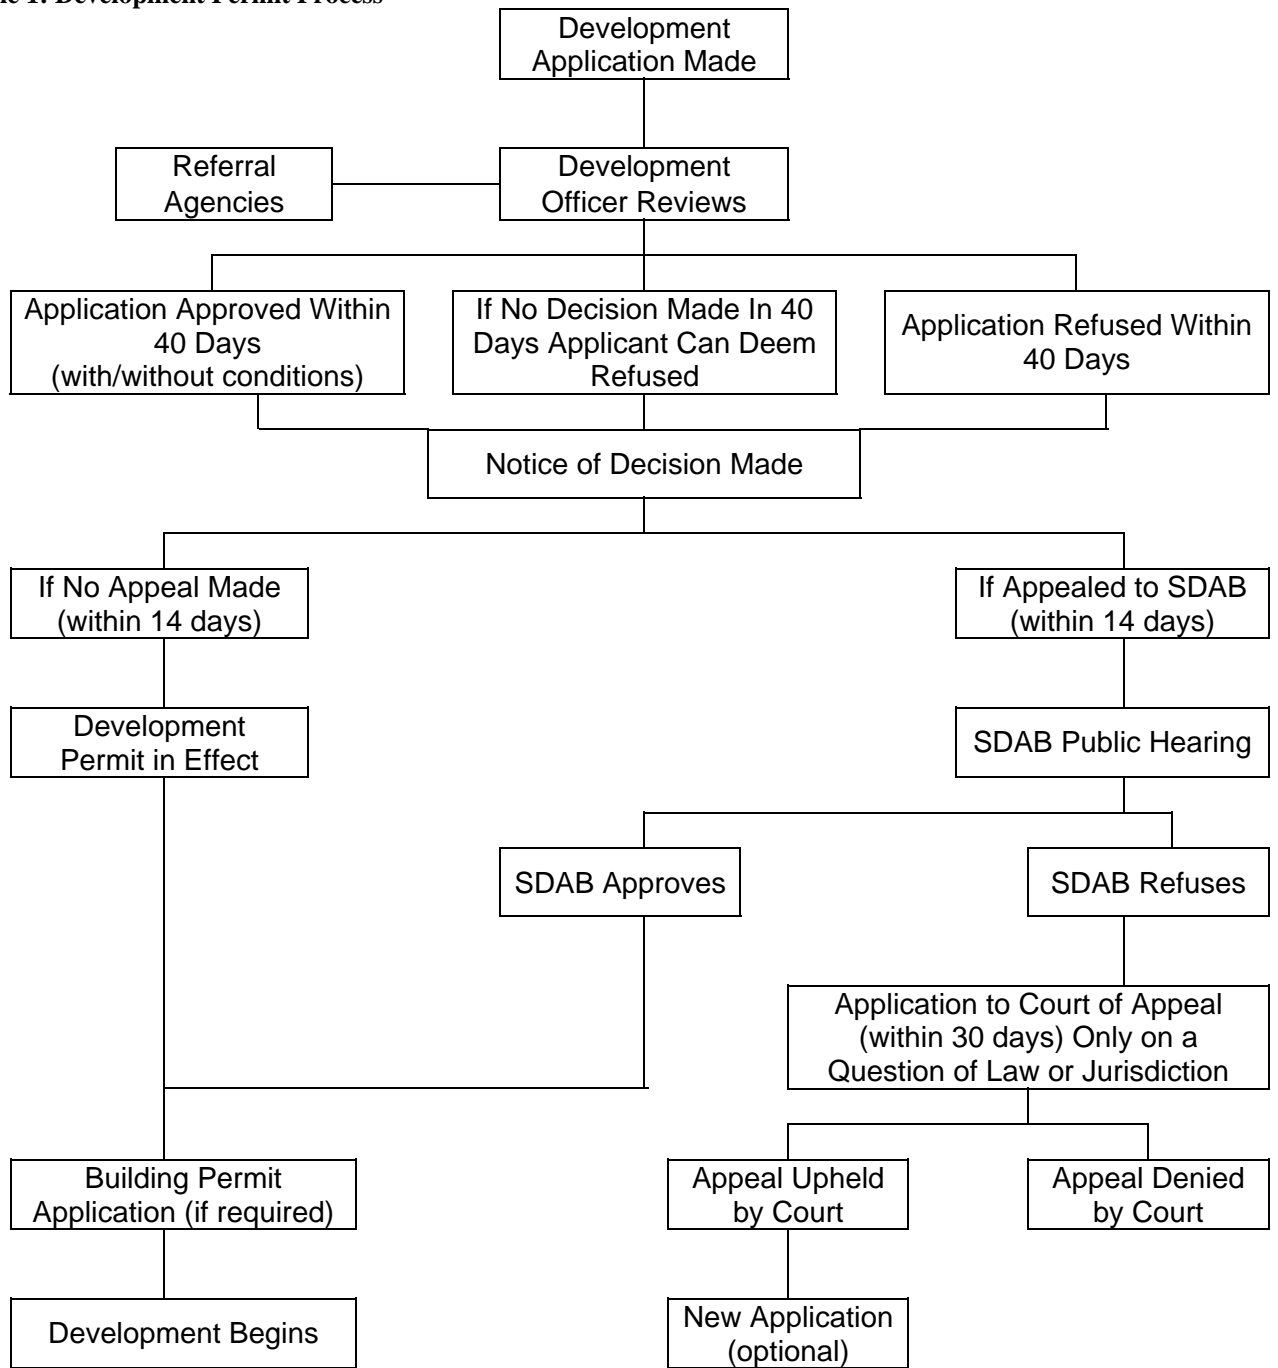 1: Development Permit Process
Development
Application Made
Referral
Agencies
Development
Officer Reviews
Application Approved Within
40 Days
(with/without conditions)
If No Decision Made In 40
Days Applicant Can Deem
Refused
Application Refused Within
40 Days
Notice of Decision Made
If No Appeal Made
(within 14 days)
If Appealed to SDAB
(within 14 days)
Development
Permit in Effect
SDAB Public Hearing
SDAB Approves
SDAB Refuses
Application to Court of Appeal
(within 30 days) Only on a
Question of Law or Jurisdiction
Building Permit
Application (if required)
Appeal Upheld
by Court
Appeal Denied
by Court
Development Begins
New Application
(optional)